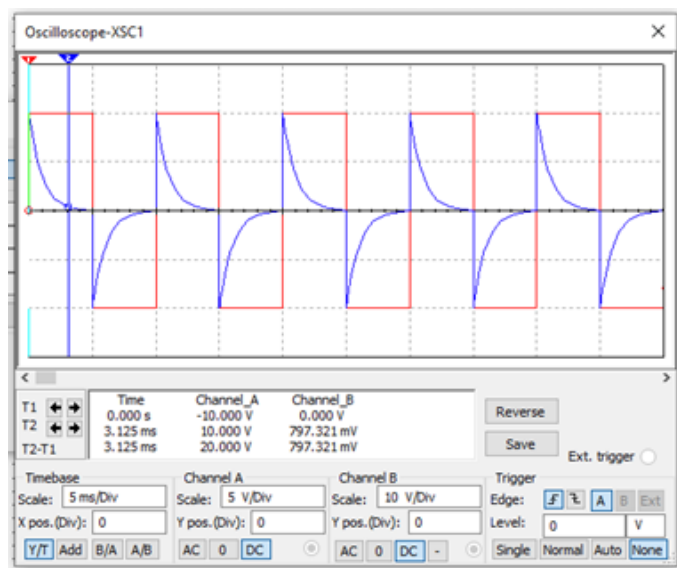 Oscilloscope-XSC1
1 2
Time Channel_A Channel_B
T1 0.000 s -10.000 V 0.000 V
T2 3.125 ms 10.000 V 797.321 mV
T2-T1 3.125 ms 20.000 V 797.321 mV
Reverse
Save
Ext. trigger
Timebase
Scale: 5 ms/Div
X pos.(Div): 0
Y/T Add B/A A/B
Channel A
Scale: 5 V/Div
Y pos.(Div): 0
AC 0 DC
Channel B
Scale: 10 V/Div
Y pos.(Div): 0
AC 0 DC -
Trigger
Edge: A B Ext
Level: 0 V
Single Normal Auto None